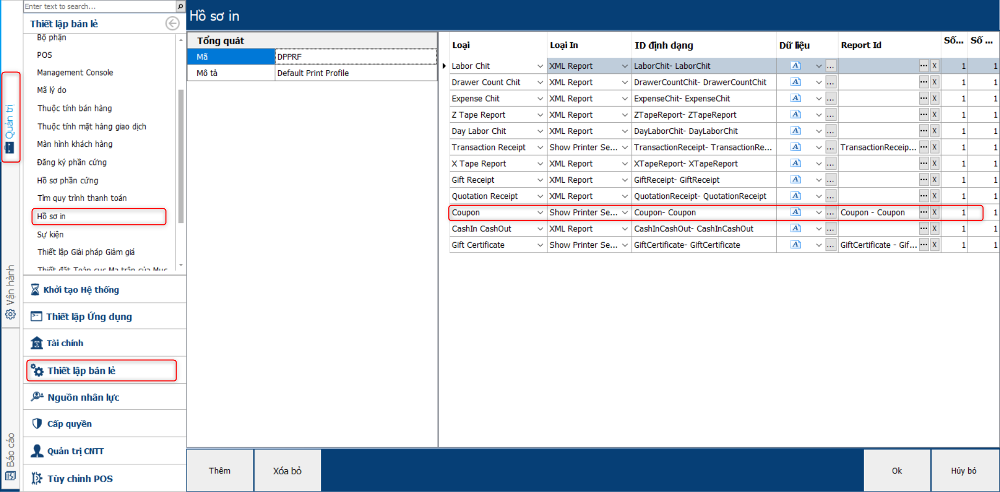 Enter text to search...
Thiết lập bán lẻ
Bộ phận
POS
Management Console
Mã lý do
Thuộc tính bán hàng
Thuộc tính mặt hàng giao dịch
Màn hình khách hàng
Đăng ký phần cứng
Hồ sơ phần cứng
Tìm quy trình thanh toán
Hồ sơ in
Sự kiện
Thiết lập Giải pháp Giảm giá
Thiết đặt Toàn cục Ma trận của Mục
Khởi tạo Hệ thống
Thiết lập Ứng dụng
Tài chính
Thiết lập bán lẻ
Nguồn nhân lực
Cấp quyền
Quản trị CNTT
Tùy chỉnh POS
Quản trị
Vận hành
Báo cáo
Hồ sơ in
Tổng quát
Mã DPPRF
Mô tả Default Print Profile
Loại Loại In ID định dạng Dữ liệu Report Id Số... Số ...
Labor Chit XML Report LaborChit- LaborChit A ... ... X 1 1
Drawer Count Chit XML Report DrawerCountChit- DrawerCountChit A ... ... X 1 1
Expense Chit XML Report ExpenseChit- ExpenseChit A ... ... X 1 1
Z Tape Report XML Report ZTapeReport- ZTapeReport A ... ... X 1 1
Day Labor Chit XML Report DayLaborChit- DayLaborChit A ... ... X 1 1
Transaction Receipt Show Printer Se... TransactionReceipt- TransactionRe... A ... TransactionReceip... ... X 1 1
X Tape Report XML Report XTapeReport- XTapeReport A ... ... X 1 1
Gift Receipt XML Report GiftReceipt- GiftReceipt A ... ... X 1 1
Quotation Receipt XML Report QuotationReceipt- QuotationReceipt A ... ... X 1 1
Coupon Show Printer Se... Coupon- Coupon A ... Coupon - Coupon ... X 1 1
CashIn CashOut XML Report CashInCashOut- CashInCashOut A ... ... X 1 1
Gift Certificate Show Printer Se... GiftCertificate- GiftCertificate A ... GiftCertificate - Gif... ... X 1 1
Thêm Xóa bỏ Ok Hủy bỏ